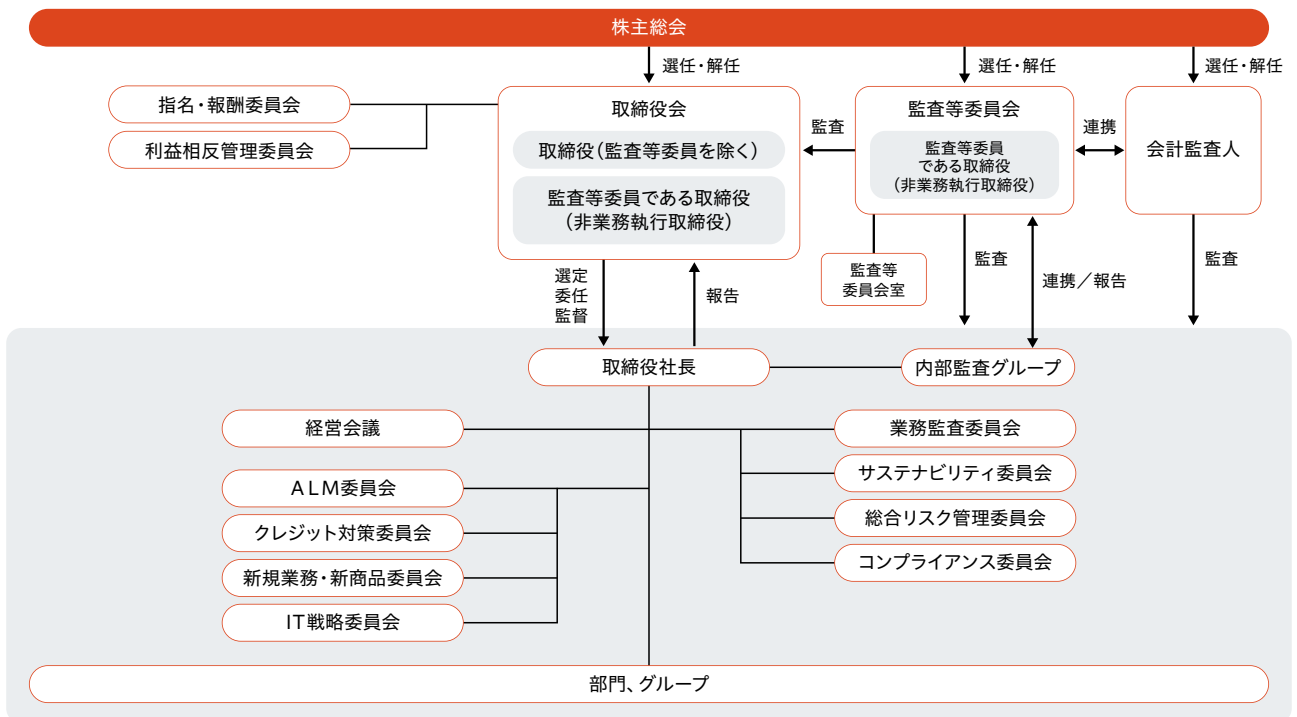 株主総会
選任・解任
選任・解任
選任・解任
指名・報酬委員会
利益相反管理委員会
取締役会
取締役(監査等委員を除く)
監査等委員である取締役
(非業務執行取締役)
監査
監査等委員会
監査等委員
である取締役
(非業務執行取締役)
連携
会計監査人
監査等
委員会室
選定
委任
監督
報告
監査
連携/報告
監査
取締役社長
内部監査グループ
経営会議
ALM委員会
クレジット対策委員会
新規業務・新商品委員会
IT戦略委員会
業務監査委員会
サステナビリティ委員会
総合リスク管理委員会
コンプライアンス委員会
部門、グループ